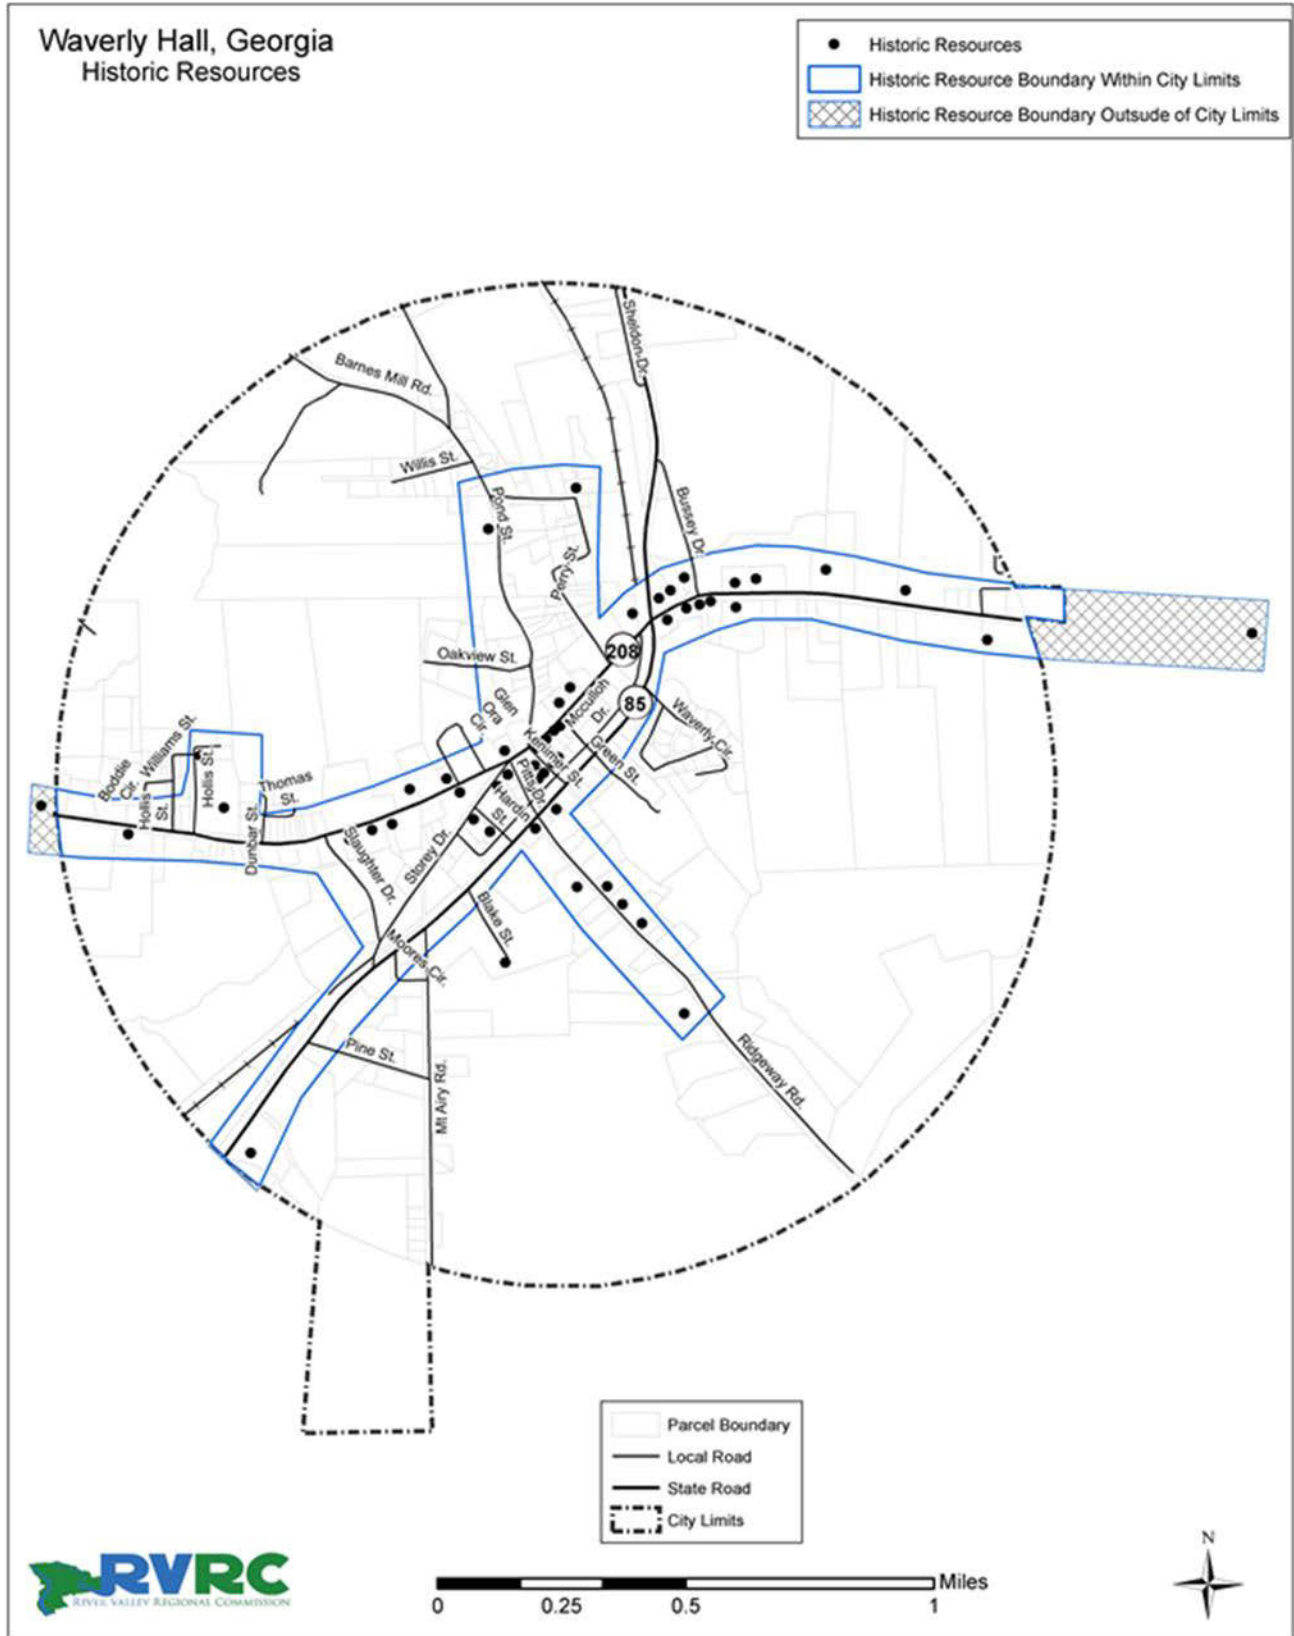 Waverly Hall, Georgia
Historic Resources
Historic Resources
Historic Resource Boundary Within City Limits
Historic Resource Boundary Outsude of City Limits
Sheldon Dr.
Barnes Mill Rd.
Willis St.
Pond St.
Bussey Dr.
Perry St.
Oakview St.
208
Glen
Ora
Cir.
Mcculloh
Dr.
85
Waverly Cir.
Kenimer St.
Green St.
Williams St.
Boddie
Cir.
Hollis St.
Hollis
St.
Thomas
St.
Pitts Dr.
Hardin
St.
Dunbar St.
Slaughter Dr.
Storey Dr.
Blake St.
Moores Cir.
Pine St.
Mt Airy Rd.
Ridgeway Rd.
Parcel Boundary
Local Road
State Road
City Limits
RVRC
RIVER VALLEY REGIONAL COMMISSION
Miles
0 0.25 0.5 1
N